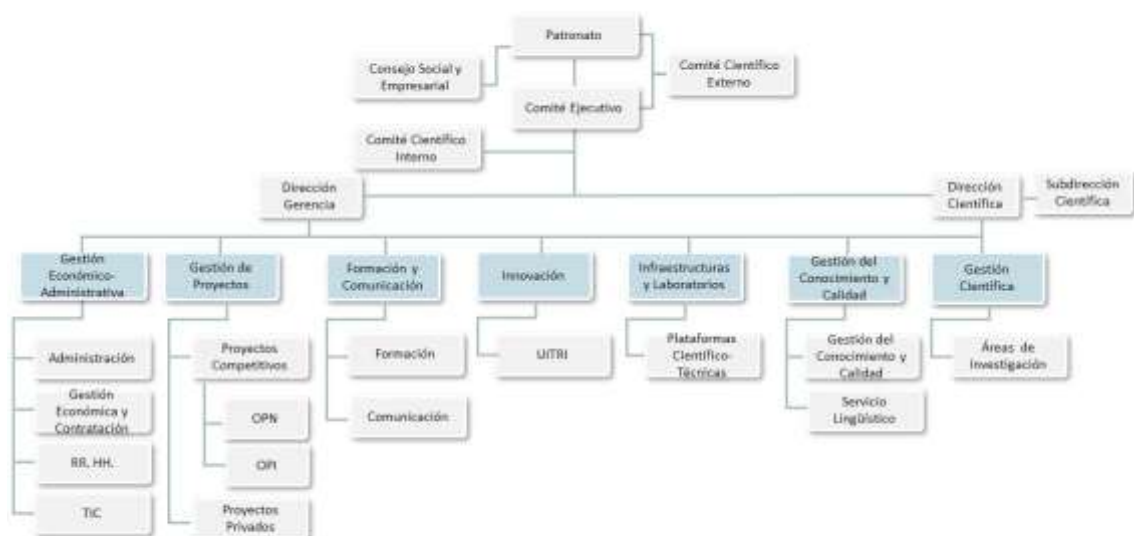 Patronato
Consejo Social y
Empresarial
Comité Científico
Externo
Comité Ejecutivo
Comité Científico
Interno
Dirección
Gerencia
Dirección
Científica
Subdirección
Científica
Gestión
Económico-
Administrativa
Gestión de
Proyectos
Formación y
Comunicación
Innovación
Infraestructuras
y Laboratorios
Gestión del
Conocimiento y
Calidad
Gestión
Científica
Administración
Gestión
Económica y
Contratación
RR. HH.
TIC
Proyectos
Competitivos
OPN
OPI
Proyectos
Privados
Formación
Comunicación
UITRI
Plataformas
Científico-
Técnicas
Gestión del
Conocimiento y
Calidad
Servicio
Lingüístico
Áreas de
Investigación